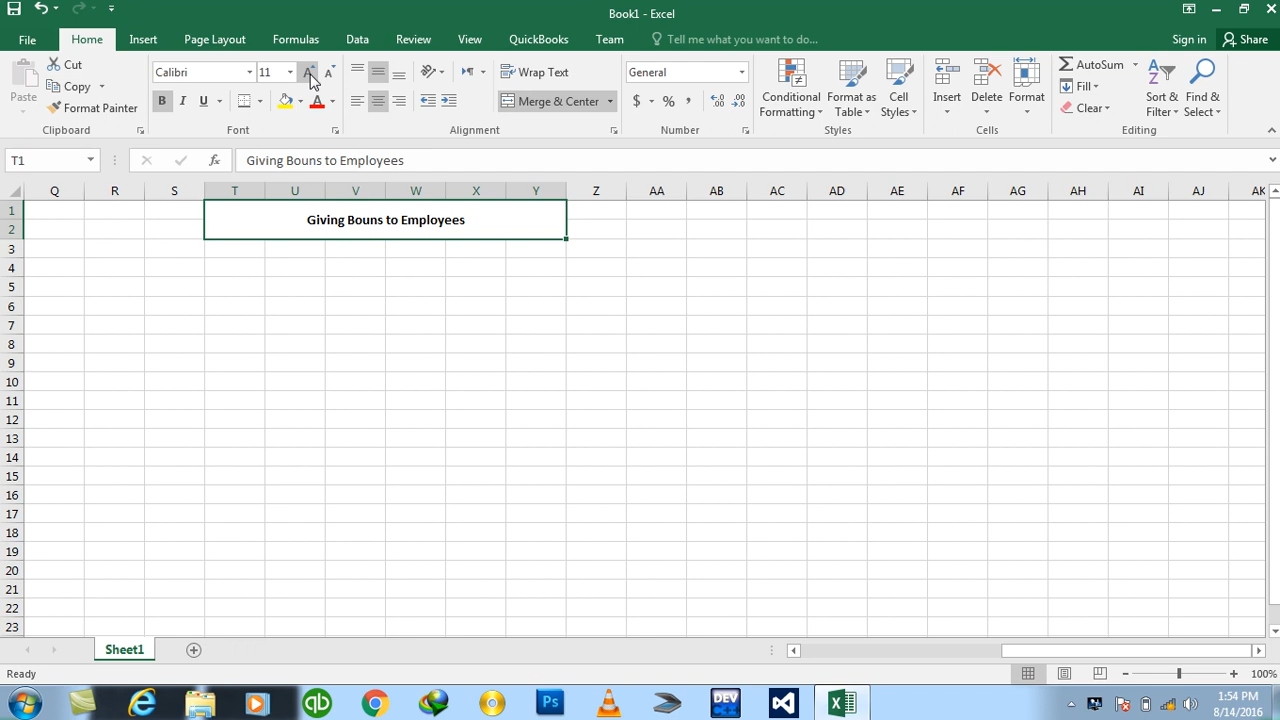 Book1 - Excel
File Home Insert Page Layout Formulas Data Review View QuickBooks Team Tell me what you want to do... Sign in Share
Paste Cut Copy Format Painter Clipboard
Calibri 11 B I U A Font
Wrap Text Merge & Center Alignment
General $ % , Number
Conditional Formatting Format as Table Cell Styles Styles
Insert Delete Format Cells
AutoSum Fill Clear Sort & Filter Find & Select Editing
T1 fx Giving Bouns to Employees
Q R S T U V W X Y Z AA AB AC AD AE AF AG AH AI AJ AK
1 Giving Bouns to Employees
2
3
4
5
6
7
8
9
10
11
12
13
14
15
16
17
18
19
20
21
22
23
Sheet1
Ready 100%
qb Ps DEV
1:54 PM
8/14/2016